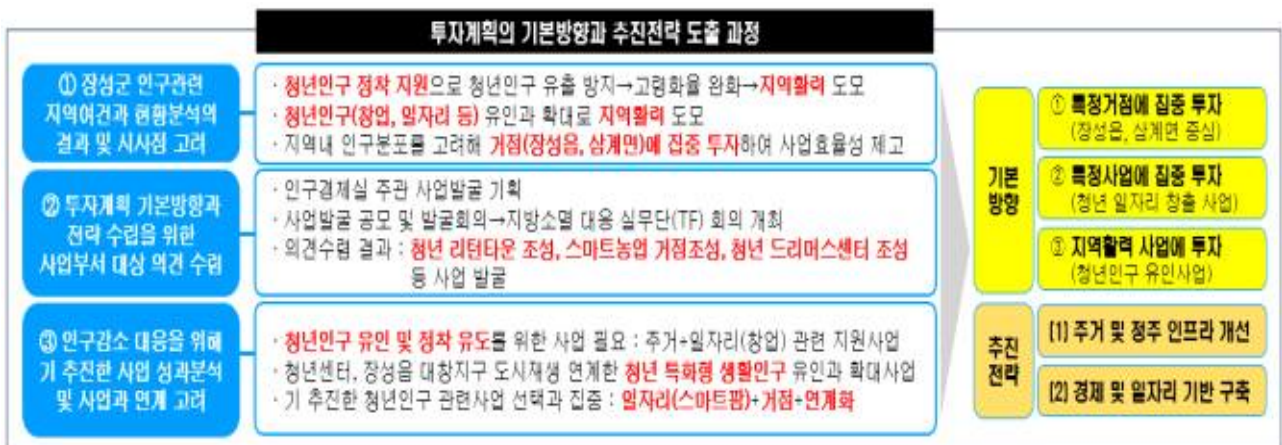 투자계획의 기본방향과 추진전략 도출 과정
① 장성군 인구관련
지역여건과 현황분석의
결과 및 시사점 고려
· 청년인구 정착 지원으로 청년인구 유출 방지→고령화율 완화→지역활력 도모
· 청년인구(창업, 일자리 등) 유인과 확대로 지역활력 도모
· 지역내 인구분포를 고려해 거점(장성읍, 삼계면)에 집중 투자하여 사업효율성 제고
② 투자계획 기본방향과
전략 수립을 위한
사업부서 대상 의견 수렴
· 인구경제실 주관 사업발굴 기획
· 사업발굴 공모 및 발굴회의→지방소멸 대응 실무단(TF) 회의 개최
· 의견수렴 결과 : 청년 리턴타운 조성, 스마트농업 거점조성, 청년 드리머스센터 조성
등 사업 발굴
③ 인구감소 대응을 위해
기 추진한 사업 성과분석
및 사업과 연계 고려
· 청년인구 유인 및 정착 유도를 위한 사업 필요 : 주거+일자리(창업) 관련 지원사업
· 청년센터, 장성읍 대창지구 도시재생 연계한 청년 특화형 생활인구 유인과 확대사업
· 기 추진한 청년인구 관련사업 선택과 집중 : 일자리(스마트팜)+거점+연계화
기본
방향
① 특정거점에 집중 투자
(장성읍, 삼계면 중심)
② 특정사업에 집중 투자
(청년 일자리 창출 사업)
③ 지역활력 사업에 투자
(청년인구 유인사업)
추진
전략
(1) 주거 및 정주 인프라 개선
(2) 경제 및 일자리 기반 구축